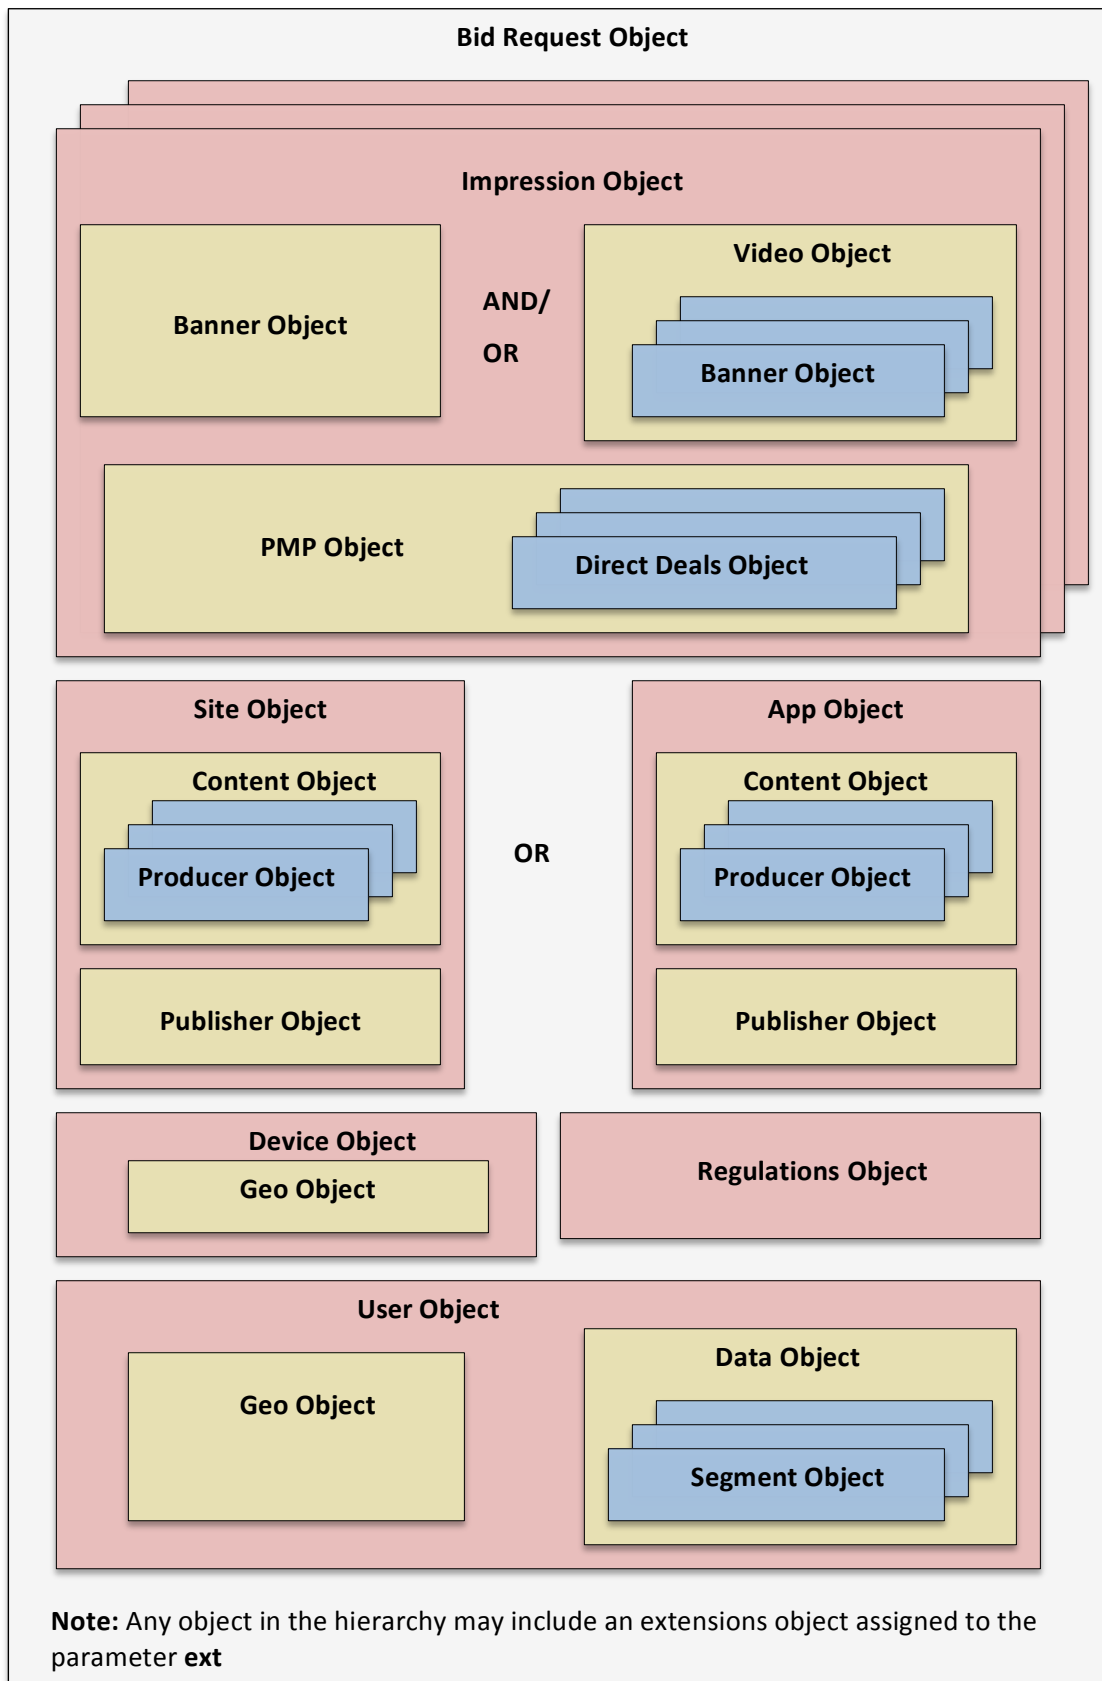 Bid Request Object
Impression Object
Banner Object
AND/
OR
Video Object
Banner Object
PMP Object
Direct Deals Object
Site Object
Content Object
Producer Object
Publisher Object
OR
App Object
Content Object
Producer Object
Publisher Object
Device Object
Geo Object
Regulations Object
User Object
Geo Object
Data Object
Segment Object
Note: Any object in the hierarchy may include an extensions object assigned to the
parameter ext